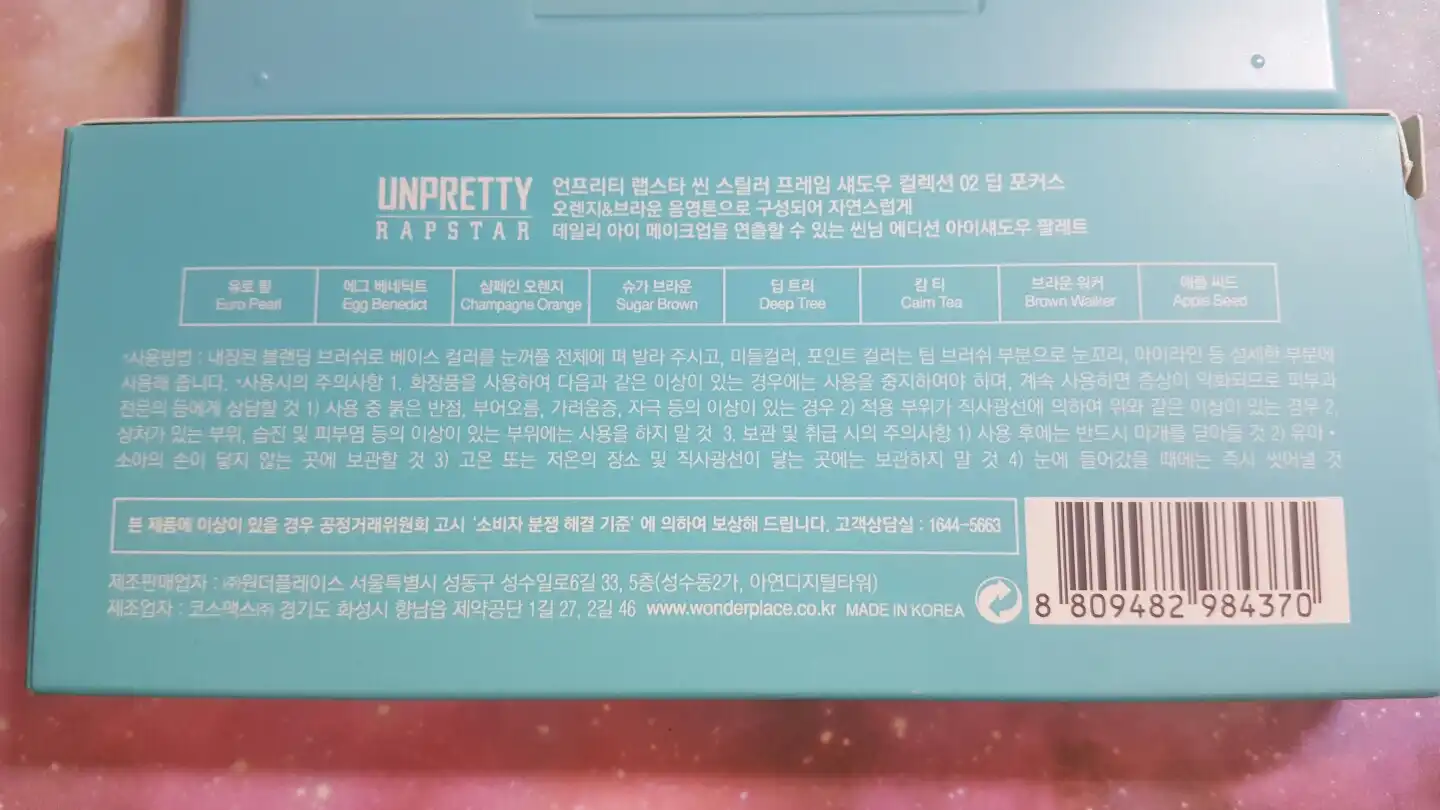 UNPRETTY
RAPSTAR
언프리티 랩스타 씬 스틸러 프레임 섀도우 컬렉션 02 딥 포커스
오렌지&브라운 음영톤으로 구성되어 자연스럽게
데일리 아이 메이크업을 연출할 수 있는 씬님 에디션 아이섀도우 팔레트
유로 펄 에그 베네딕트 샴페인 오렌지 슈가 브라운 딥 트리 캄 티 브라운 워커 애플 씨드
Euro Pearl Egg Benedict Champagne Orange Sugar Brown Deep Tree Calm Tea Brown Walker Apple Seed
*사용방법 : 내장된 블랜딩 브러쉬로 베이스 컬러를 눈꺼풀 전체에 펴 발라 주시고, 미들컬러, 포인트 컬러는 팁 브러쉬 부분으로 눈꼬리, 아이라인 등 섬세한 부분에
사용해 줍니다. *사용시의 주의사항 1. 화장품을 사용하여 다음과 같은 이상이 있는 경우에는 사용을 중지하여야 하며, 계속 사용하면 증상이 악화되므로 피부과
전문의 등에게 상담할 것 1) 사용 중 붉은 반점, 부어오름, 가려움증, 자극 등의 이상이 있는 경우 2) 적용 부위가 직사광선에 의하여 위와 같은 이상이 있는 경우 2.
상처가 있는 부위, 습진 및 피부염 등의 이상이 있는 부위에는 사용을 하지 말 것 3. 보관 및 취급 시의 주의사항 1) 사용 후에는 반드시 마개를 닫아둘 것 2) 유아•
소아의 손이 닿지 않는 곳에 보관할 것 3) 고온 또는 저온의 장소 및 직사광선이 닿는 곳에는 보관하지 말 것 4) 눈에 들어갔을 때에는 즉시 씻어낼 것
본 제품에 이상이 있을 경우 공정거래위원회 고시 '소비자 분쟁 해결 기준' 에 의하여 보상해 드립니다. 고객상담실 : 1644-5663
제조판매업자 : ㈜원더플레이스 서울특별시 성동구 성수일로6길 33, 5층(성수동2가, 아연디지털타워)
제조업자 : 코스맥스㈜ 경기도 화성시 향남읍 제약공단 1길 27, 2길 46 www.wonderplace.co.kr MADE IN KOREA
8 809482 984370